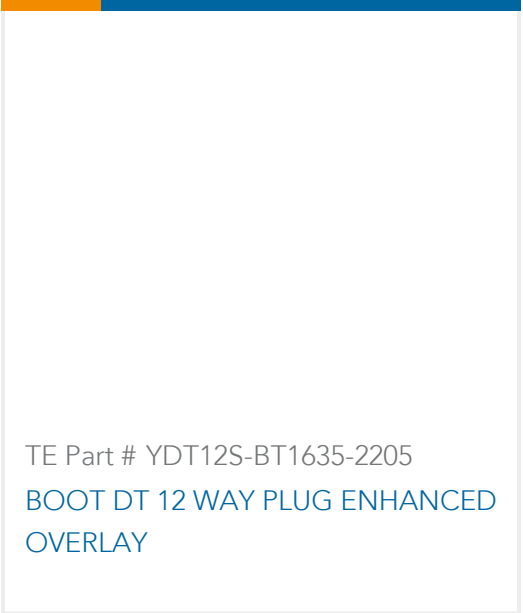 TE Part # YDT12S-BT1635-2205
BOOT DT 12 WAY PLUG ENHANCED
OVERLAY